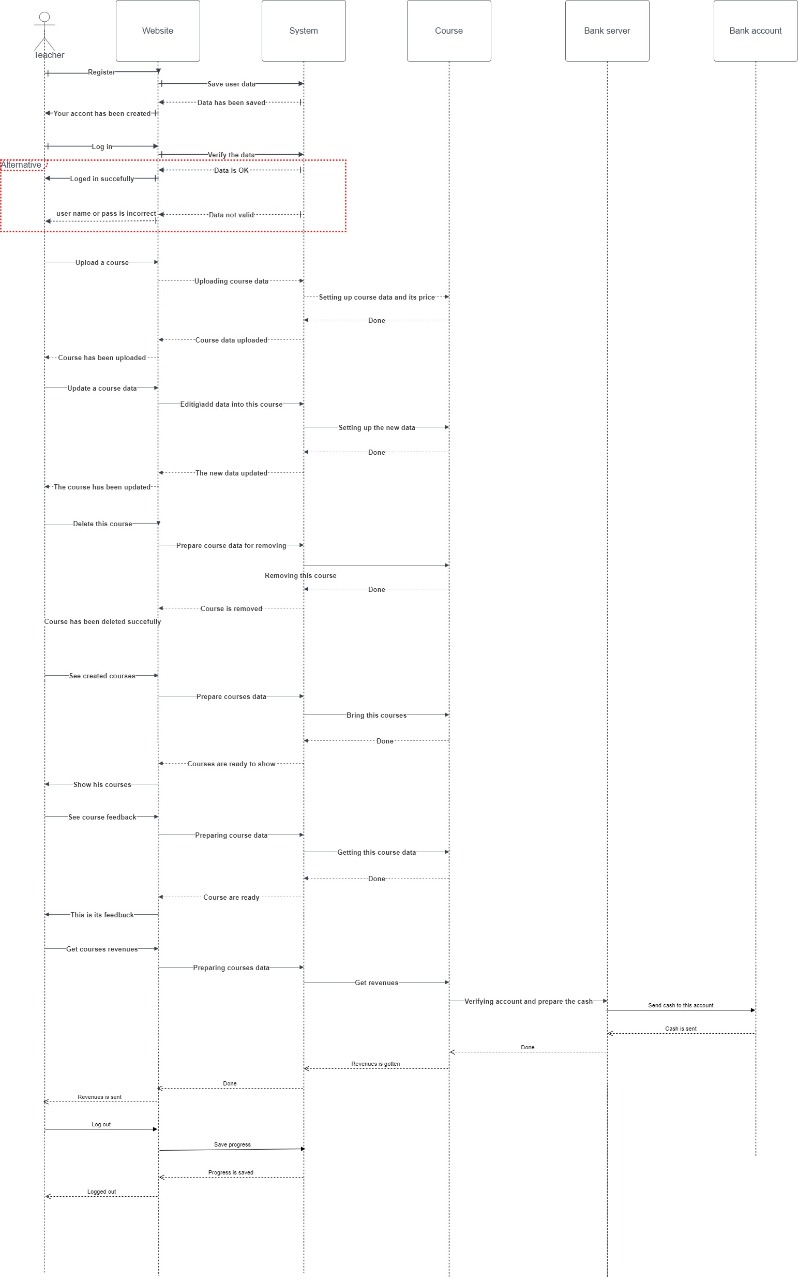 Teacher
Website
System
Course
Bank server
Bank account
Register
Save user data
Data has been saved
Your accont has been created
Log in
Verify the data
Alternative
Data is OK
Loged in succefully
user name or pass is incorrect
Data not valid
Upload a course
Uploading course data
Setting up course data and its price
Done
Course data uploaded
Course has been uploaded
Update a course data
Editig\add data into this course
Setting up the new data
Done
The new data updated
The course has been updated
Delete this course
Prepare course data for removing
Removing this course
Done
Course is removed
Course has been deleted succefully
See created courses
Prepare courses data
Bring this courses
Done
Courses are ready to show
Show his courses
See course feedback
Preparing course data
Getting this course data
Done
Course are ready
This is its feedback
Get courses revenues
Preparing courses data
Get revenues
Verifying account and prepare the cash
Send cash to this account
Cash is sent
Done
Revenues is gotten
Done
Revenues is sent
Log out
Save progress
Progress is saved
Logged out